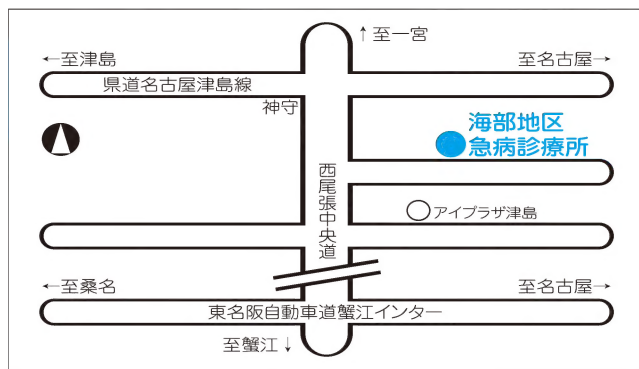 ↑至一宮
←至津島
至名古屋→
県道名古屋津島線
神守
海部地区
急病診療所
西尾張中央道
アイプラザ津島
←至桑名
至名古屋→
東名阪自動車道蟹江インター
至蟹江↓